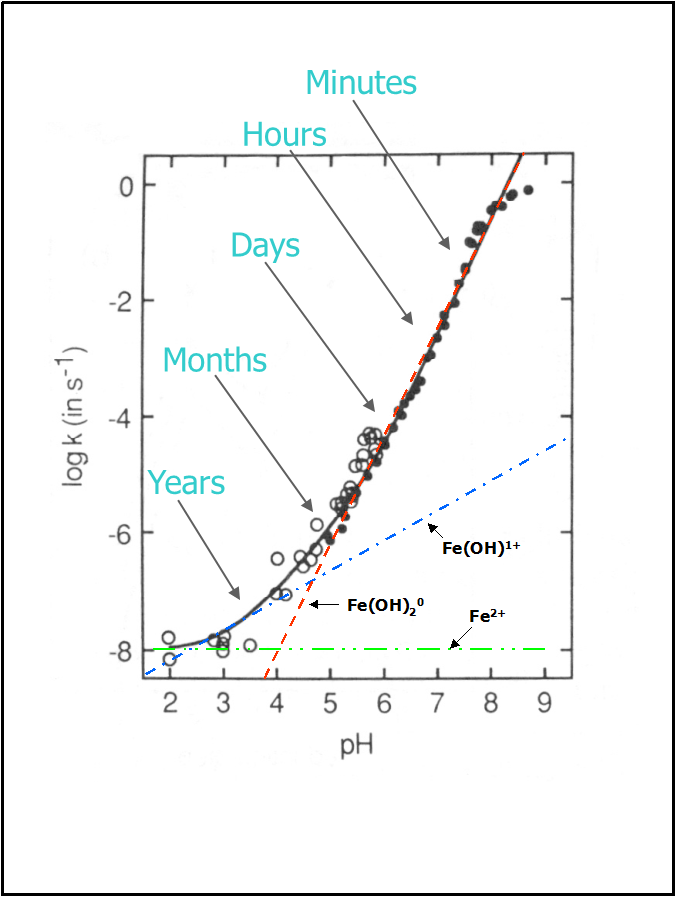 Minutes
Hours
Days
Months
Years
log k (in s⁻¹)
0
-2
-4
-6
-8
Fe(OH)¹⁺
Fe(OH)₂⁰
Fe²⁺
2 3 4 5 6 7 8 9
pH